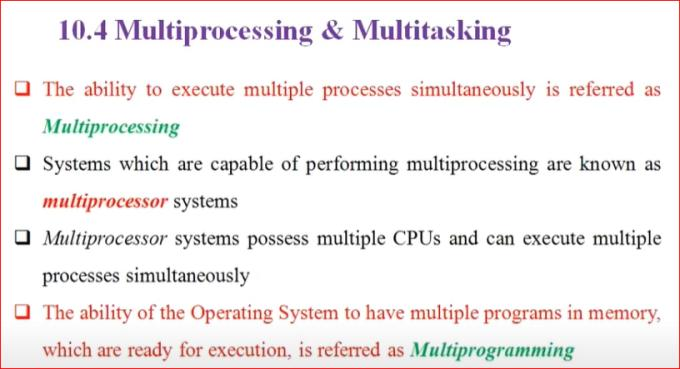 10.4 Multiprocessing & Multitasking
The ability to execute multiple processes simultaneously is referred as
Multiprocessing
Systems which are capable of performing multiprocessing are known as
multiprocessor systems
Multiprocessor systems possess multiple CPUs and can execute multiple
processes simultaneously
The ability of the Operating System to have multiple programs in memory,
which are ready for execution, is referred as Multiprogramming